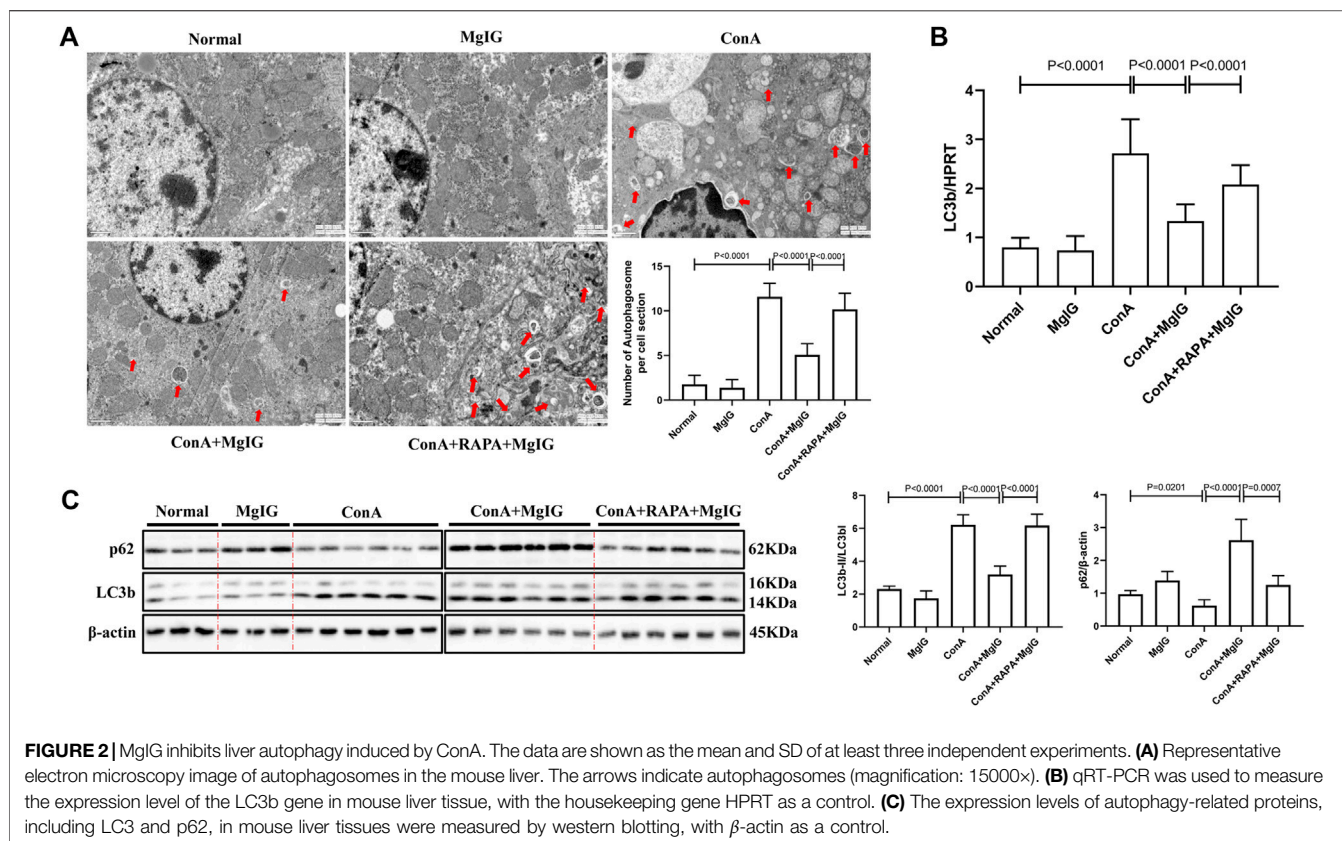 A
Normal
MgIG
ConA
ConA+MgIG
ConA+RAPA+MgIG
Number of Autophagosome
per cell section
15
10
5
0
P<0.0001
P<0.0001
P<0.0001
Normal
MgIG
ConA
ConA+MgIG
ConA+RAPA+MgIG
B
LC3b/HPRT
4
3
2
1
0
P<0.0001
P<0.0001
P<0.0001
Normal
MgIG
ConA
ConA+MgIG
ConA+RAPA+MgIG
C
Normal MgIG ConA ConA+MgIG ConA+RAPA+MgIG
p62 62KDa
LC3b 16KDa
14KDa
β-actin 45KDa
LC3b-II/LC3bI
8
6
4
2
0
P<0.0001
P<0.0001
P<0.0001
Normal
MgIG
ConA
ConA+MgIG
ConA+RAPA+MgIG
p62/β-actin
4
3
2
1
0
P=0.0201
P<0.0001
P=0.0007
Normal
MgIG
ConA
ConA+MgIG
ConA+RAPA+MgIG
FIGURE 2 | MgIG inhibits liver autophagy induced by ConA. The data are shown as the mean and SD of at least three independent experiments. (A) Representative
electron microscopy image of autophagosomes in the mouse liver. The arrows indicate autophagosomes (magnification: 15000×). (B) qRT-PCR was used to measure
the expression level of the LC3b gene in mouse liver tissue, with the housekeeping gene HPRT as a control. (C) The expression levels of autophagy-related proteins,
including LC3 and p62, in mouse liver tissues were measured by western blotting, with β-actin as a control.